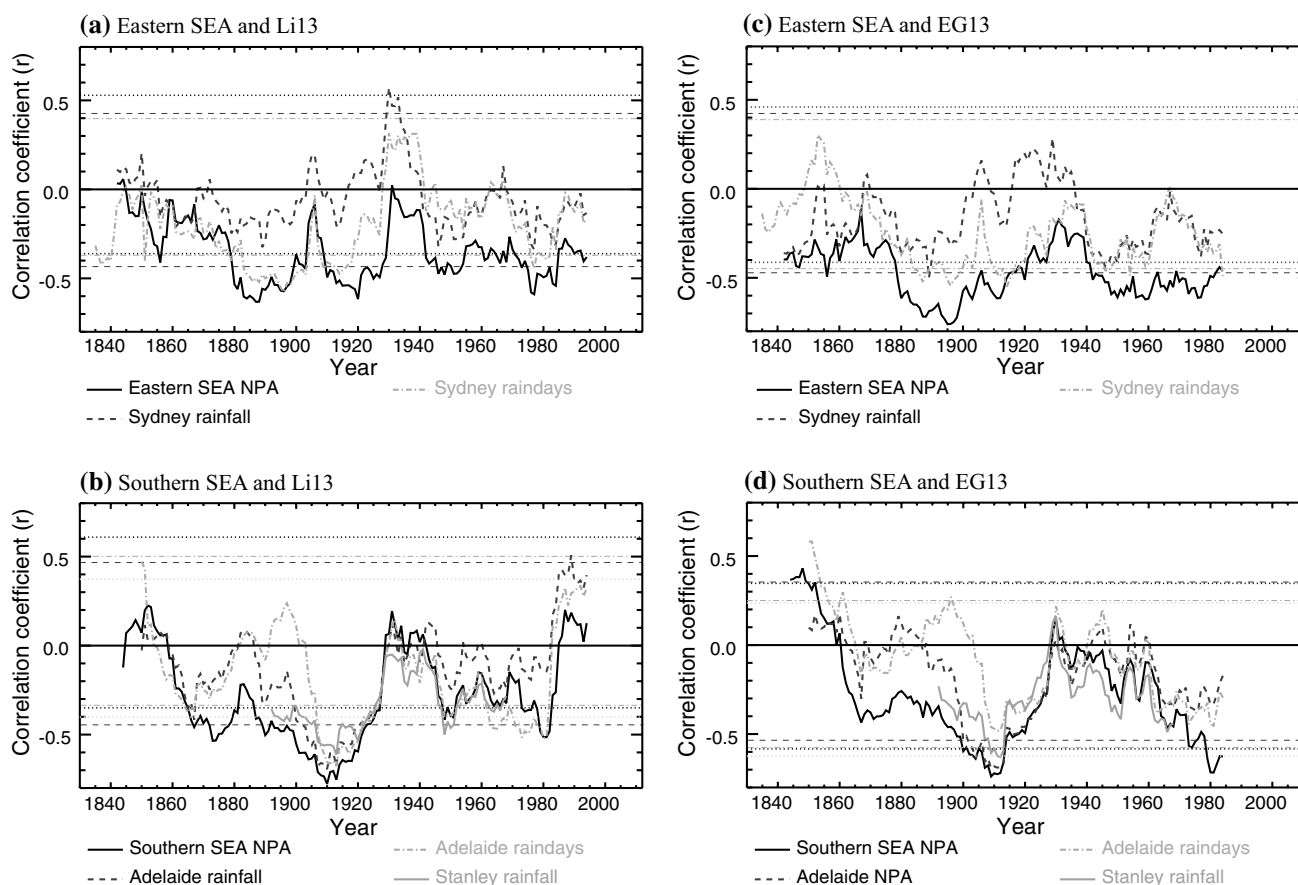 (a) Eastern SEA and Li13
Correlation coefficient (r)
0.5
0.0
-0.5
1840 1860 1880 1900 1920 1940 1960 1980 2000
Year
Eastern SEA NPA
Sydney raindays
Sydney rainfall
(c) Eastern SEA and EG13
Correlation coefficient (r)
0.5
0.0
-0.5
1840 1860 1880 1900 1920 1940 1960 1980 2000
Year
Eastern SEA NPA
Sydney raindays
Sydney rainfall
(b) Southern SEA and Li13
Correlation coefficient (r)
0.5
0.0
-0.5
1840 1860 1880 1900 1920 1940 1960 1980 2000
Year
Southern SEA NPA
Adelaide raindays
Adelaide rainfall
Stanley rainfall
(d) Southern SEA and EG13
Correlation coefficient (r)
0.5
0.0
-0.5
1840 1860 1880 1900 1920 1940 1960 1980 2000
Year
Southern SEA NPA
Adelaide raindays
Adelaide NPA
Stanley rainfall